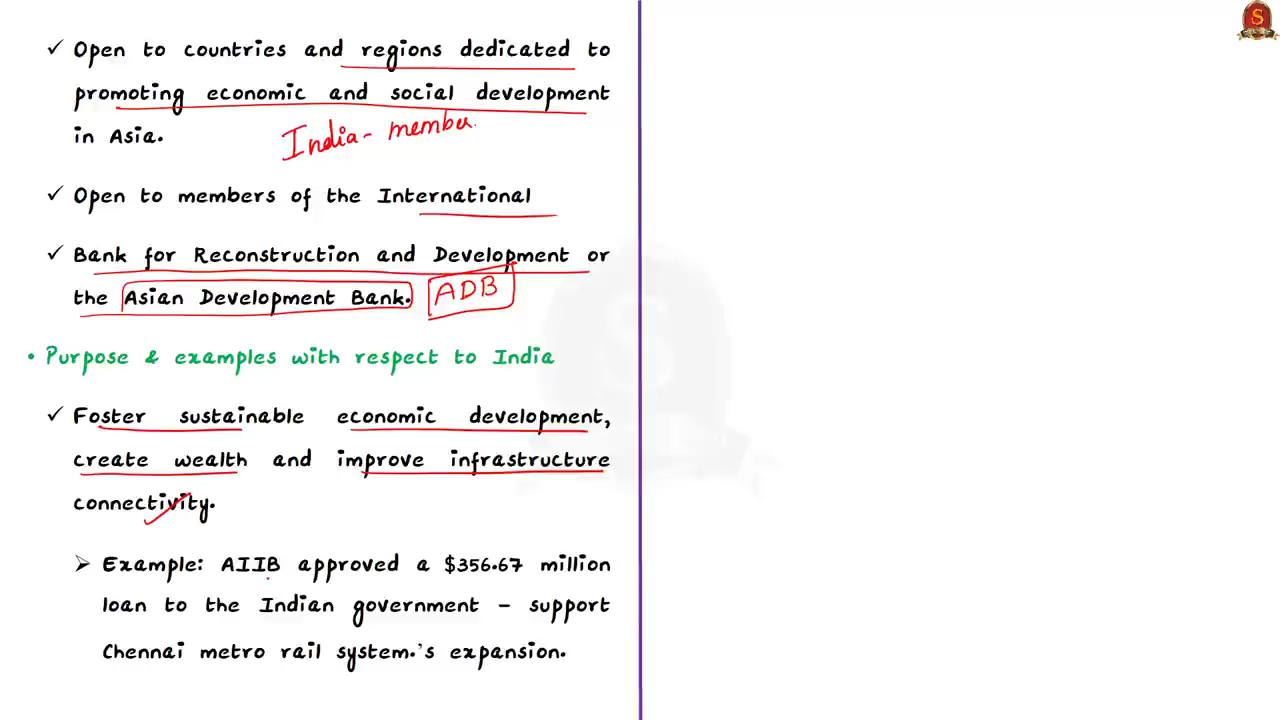 ✓ Open to countries and regions dedicated to
promoting economic and social development
in Asia.
India - member.
✓ Open to members of the International
✓ Bank for Reconstruction and Development or
the Asian Development Bank. ADB
• Purpose & examples with respect to India
✓ Foster sustainable economic development,
create wealth and improve infrastructure
connectivity.
➢ Example: AIIB approved a $356.67 million
loan to the Indian government – support
Chennai metro rail system.'s expansion.
S